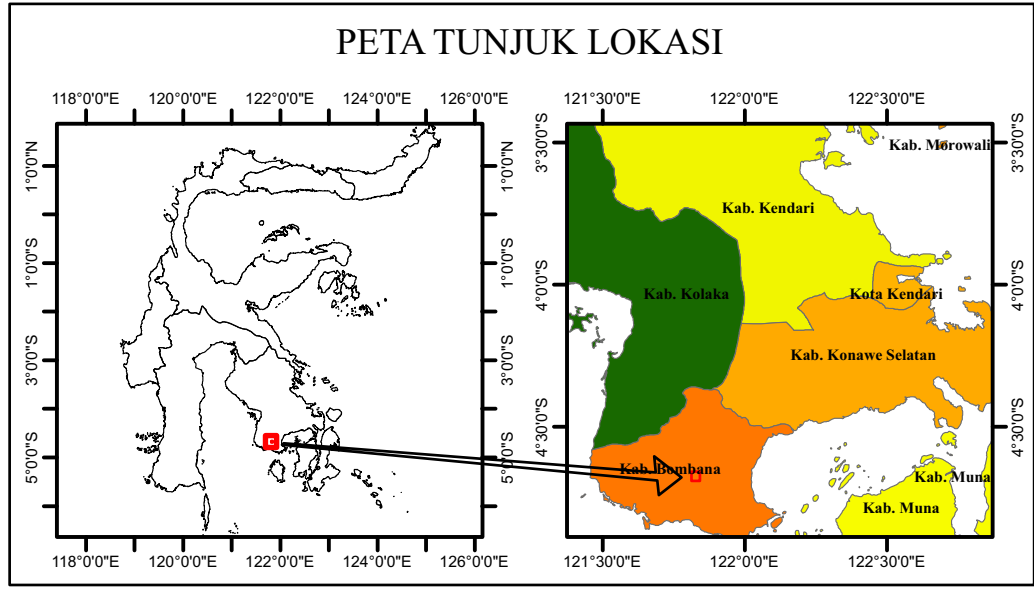 PETA TUNJUK LOKASI
118°0'0"E 120°0'0"E 122°0'0"E 124°0'0"E 126°0'0"E
121°30'0"E 122°0'0"E 122°30'0"E
1°0'0"N
1°0'0"S
3°0'0"S
5°0'0"S
1°0'0"N
1°0'0"S
3°0'0"S
5°0'0"S
3°30'0"S
4°0'0"S
4°30'0"S
Kab. Morowali
Kab. Kendari
Kab. Kolaka
Kota Kendari
Kab. Konawe Selatan
Kab. Bombana
Kab. Muna
Kab. Muna
3°30'0"S
4°0'0"S
4°30'0"S
118°0'0"E 120°0'0"E 122°0'0"E 124°0'0"E 126°0'0"E
121°30'0"E 122°0'0"E 122°30'0"E